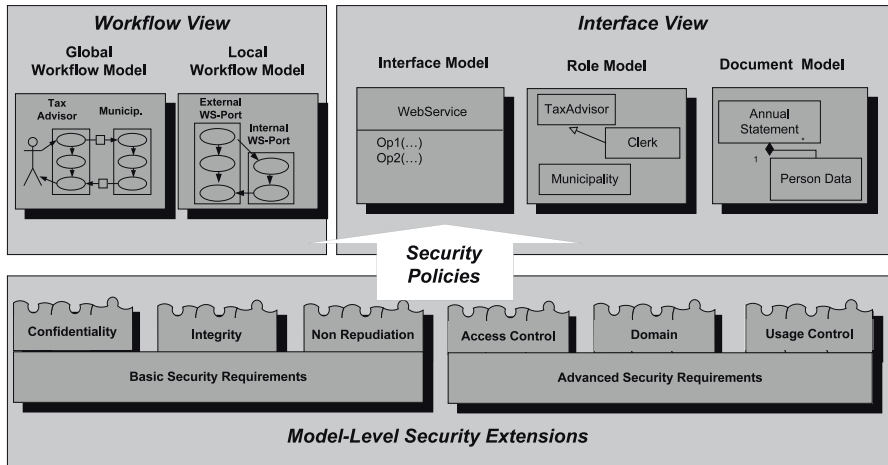 Workflow View
Global
Workflow Model
Local
Workflow Model
Tax
Advisor
Municip.
External
WS-Port
Internal
WS-Port
Interface View
Interface Model
Role Model
Document Model
WebService
Op1(...)
Op2(...)
TaxAdvisor
Clerk
Municipality
Annual
Statement
*
1
Person Data
Security
Policies
Confidentiality
Integrity
Non Repudiation
Access Control
Domain
Usage Control
Basic Security Requirements
Advanced Security Requirements
Model-Level Security Extensions